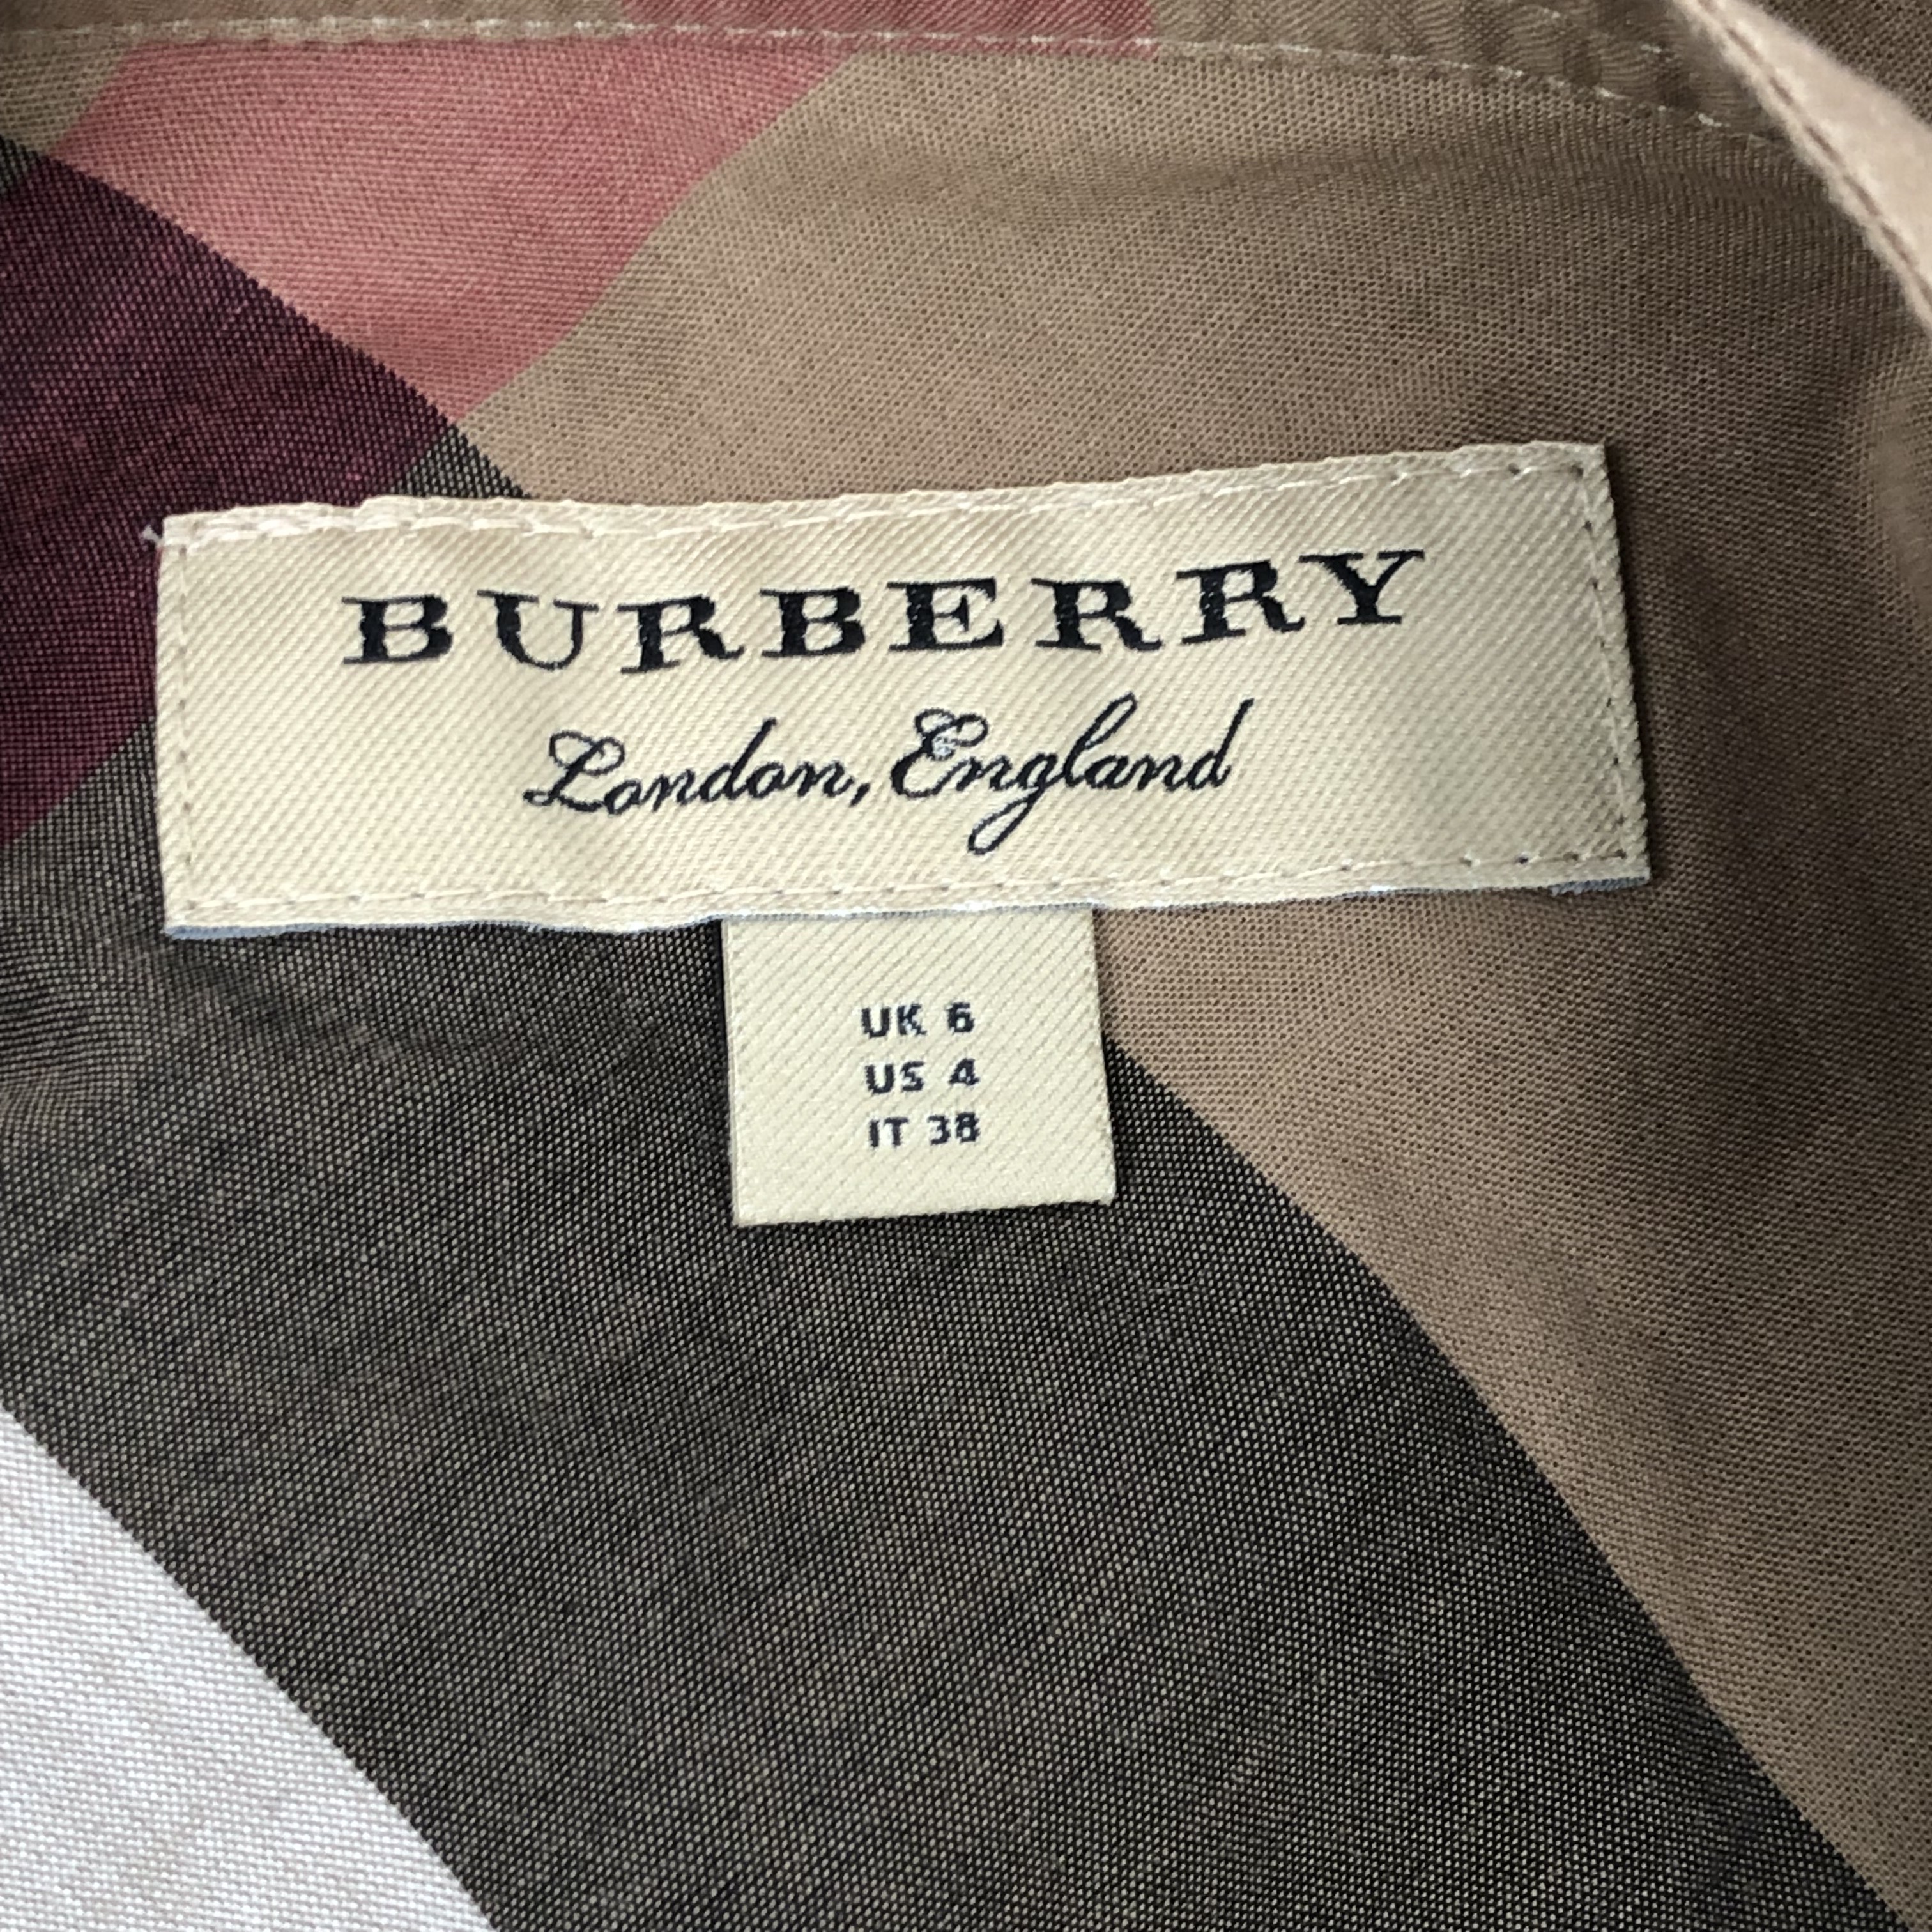 BURBERRY
London, England
UK 6
US 4
IT 38